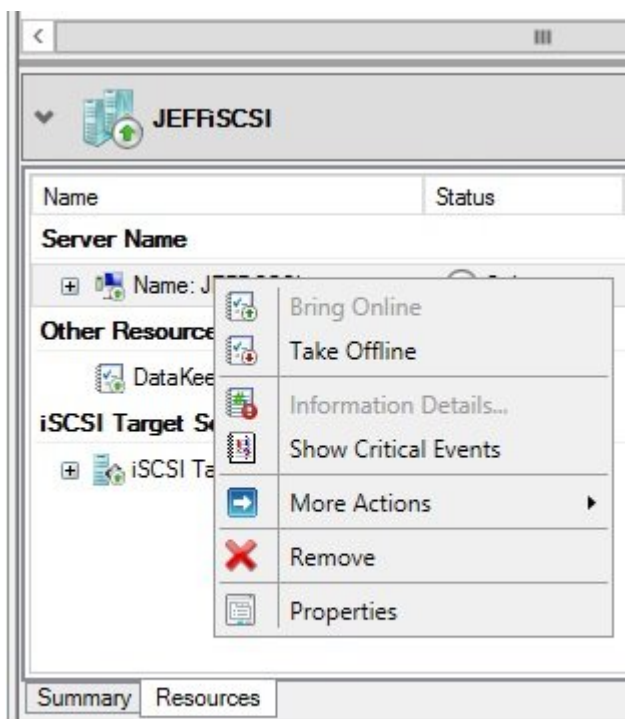 JEFFiSCSI
Name Status
Server Name
Name:
Bring Online
Take Offline
Other Resource
DataKee
Information Details...
iSCSI Target Se
Show Critical Events
iSCSI Ta
More Actions
Remove
Properties
Summary Resources